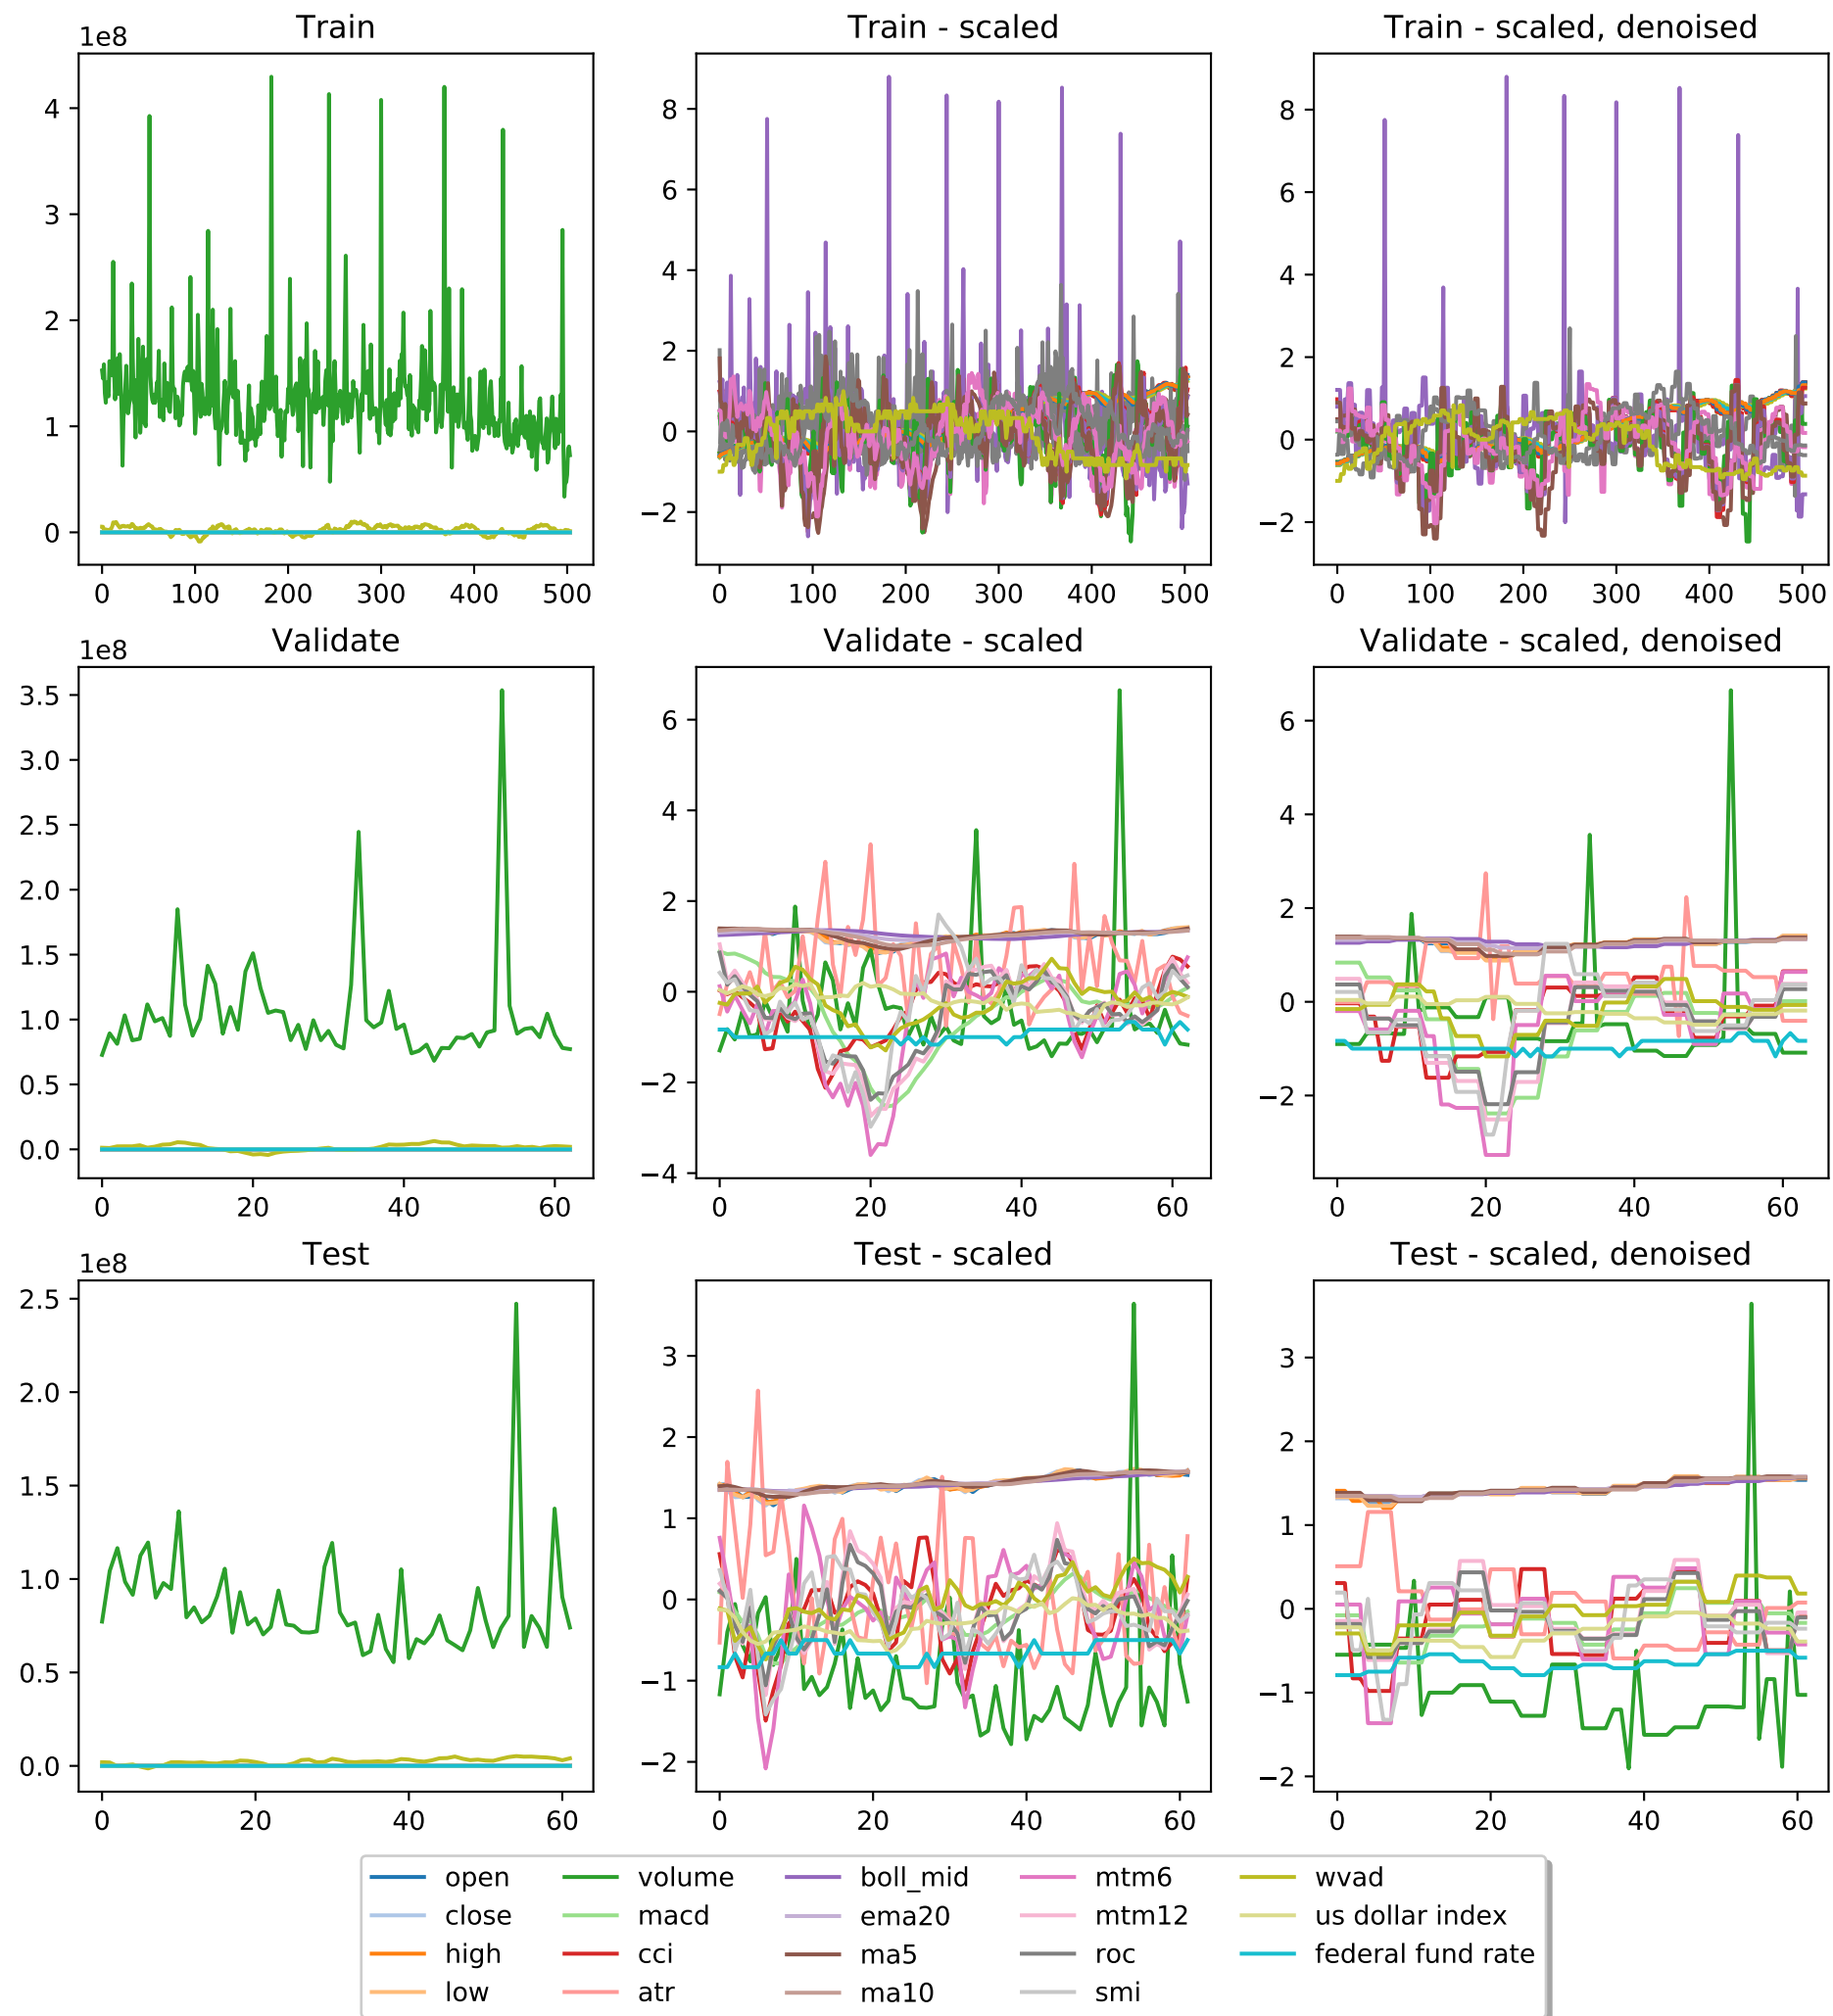 Train
Train - scaled
Train - scaled, denoised
1e8
4
3
2
1
0
0 100 200 300 400 500
8
6
4
2
0
−2
0 100 200 300 400 500
8
6
4
2
0
−2
0 100 200 300 400 500
Validate
Validate - scaled
Validate - scaled, denoised
1e8
3.5
3.0
2.5
2.0
1.5
1.0
0.5
0.0
0 20 40 60
6
4
2
0
−2
−4
0 20 40 60
6
4
2
0
−2
0 20 40 60
Test
Test - scaled
Test - scaled, denoised
1e8
2.5
2.0
1.5
1.0
0.5
0.0
0 20 40 60
3
2
1
0
−1
−2
0 20 40 60
3
2
1
0
−1
−2
0 20 40 60
open
close
high
low
volume
macd
cci
atr
boll_mid
ema20
ma5
ma10
mtm6
mtm12
roc
smi
wvad
us dollar index
federal fund rate